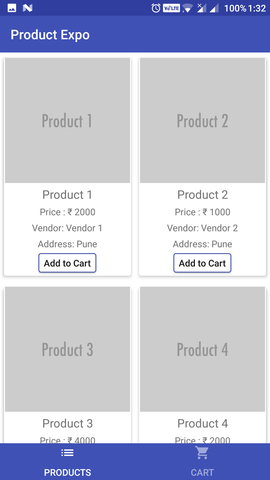 100% 1:32
Product Expo
Product 1
Product 2
Product 1
Product 2
Price : ₹ 2000
Price : ₹ 1000
Vendor: Vendor 1
Vendor: Vendor 2
Address: Pune
Address: Pune
Add to Cart
Add to Cart
Product 3
Product 4
Product 3
Product 4
Price : ₹ 4000
Price : ₹ 2000
PRODUCTS
CART